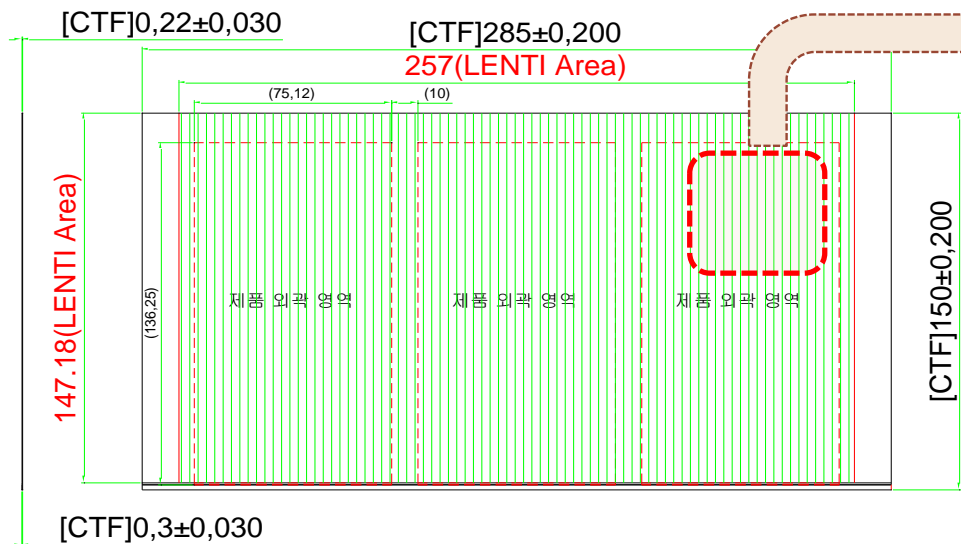 [CTF]0,22±0,030
[CTF]285±0,200
257(LENTI Area)
(75,12)
(10)
147.18(LENTI Area)
(136,25)
제품 외곽 영역
제품 외곽 영역
제품 외곽 영역
[CTF]150±0,200
[CTF]0,3±0,030